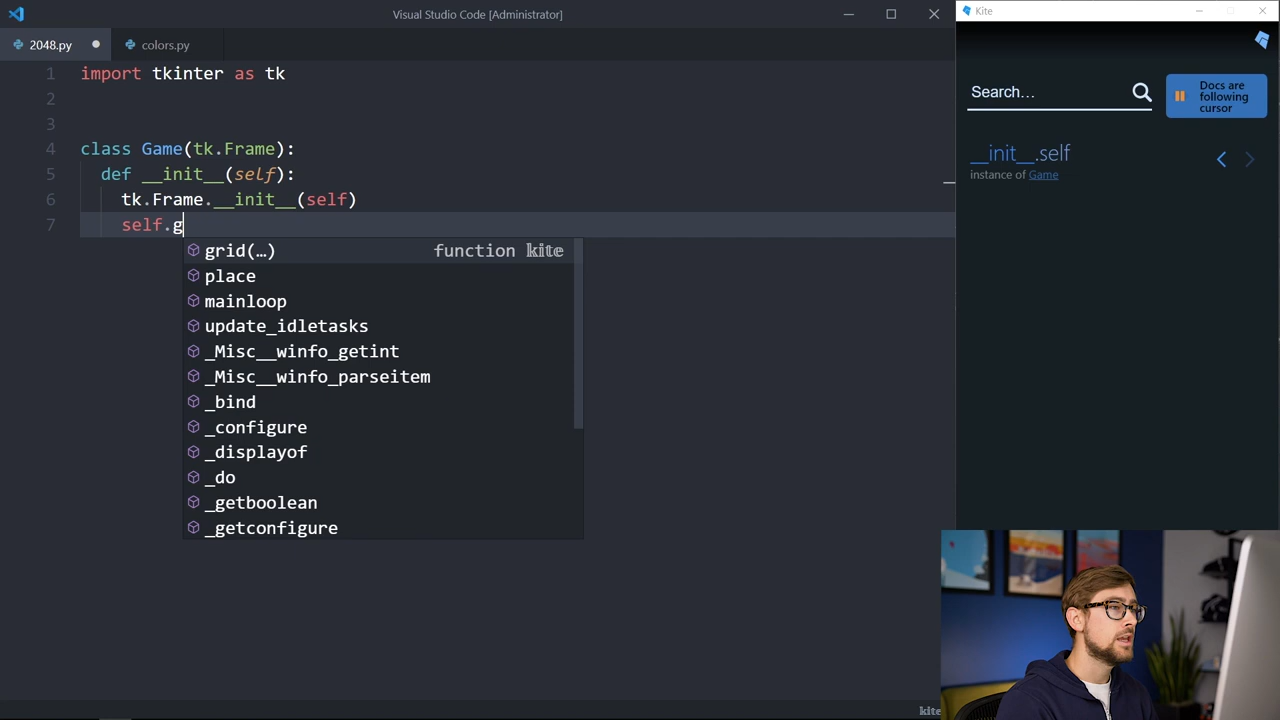 Visual Studio Code [Administrator]
2048.py
colors.py
1 import tkinter as tk
2
3
4 class Game(tk.Frame):
5 def __init__(self):
6 tk.Frame.__init__(self)
7 self.g
grid(…) function kite
place
mainloop
update_idletasks
_Misc__winfo_getint
_Misc__winfo_parseitem
_bind
_configure
_displayof
_do
_getboolean
_getconfigure
kite
Kite
Search…
Docs are
following
cursor
__init__.self
instance of Game